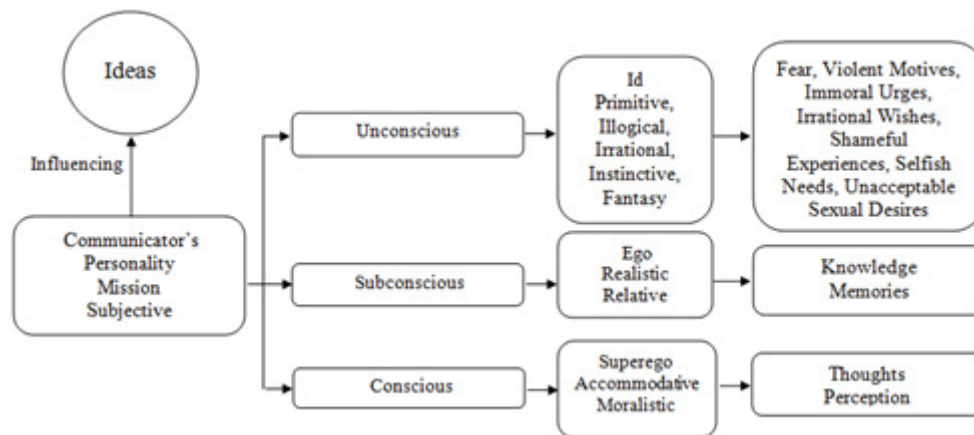 Ideas
Influencing
Communicator's
Personality
Mission
Subjective
Unconscious
Id
Primitive,
Illogical,
Irrational,
Instinctive,
Fantasy
Fear, Violent Motives,
Immoral Urges,
Irrational Wishes,
Shameful
Experiences, Selfish
Needs, Unacceptable
Sexual Desires
Subconscious
Ego
Realistic
Relative
Knowledge
Memories
Conscious
Superego
Accommodative
Moralistic
Thoughts
Perception